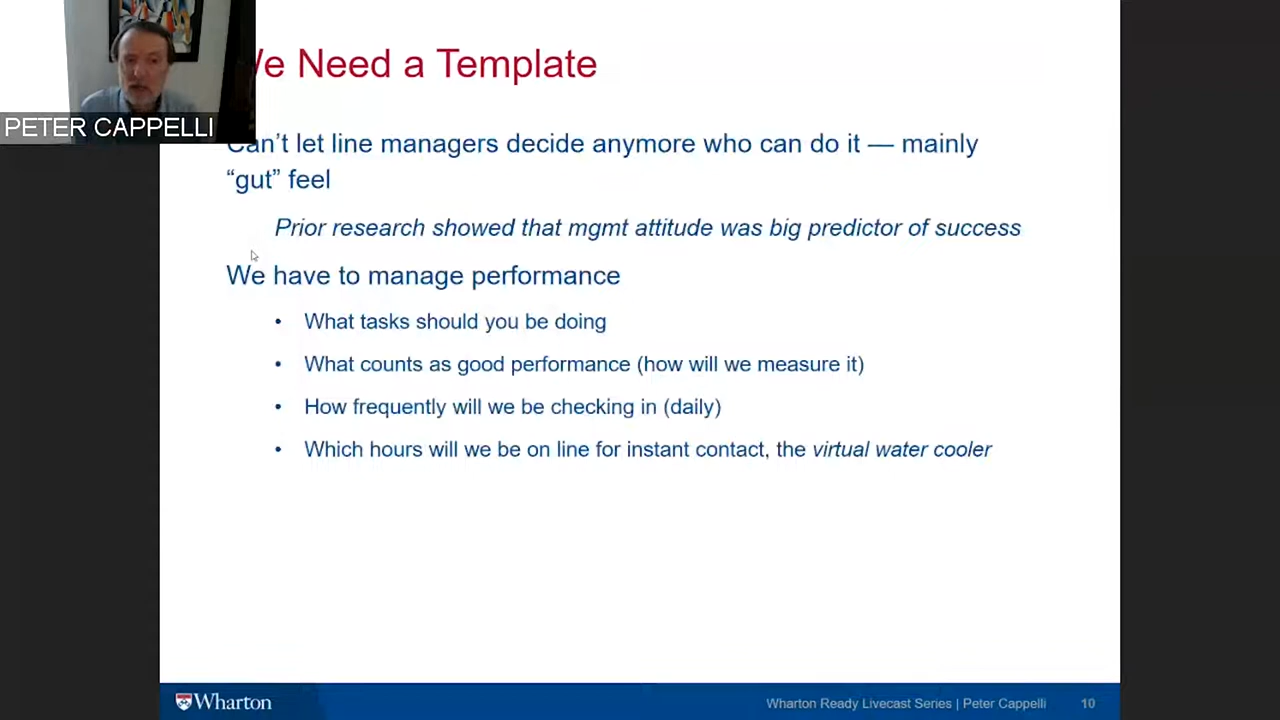 We Need a Template
PETER CAPPELLI
Can't let line managers decide anymore who can do it — mainly
“gut” feel
Prior research showed that mgmt attitude was big predictor of success
We have to manage performance
• What tasks should you be doing
• What counts as good performance (how will we measure it)
• How frequently will we be checking in (daily)
• Which hours will we be on line for instant contact, the virtual water cooler
Wharton
Wharton Ready Livecast Series | Peter Cappelli 10